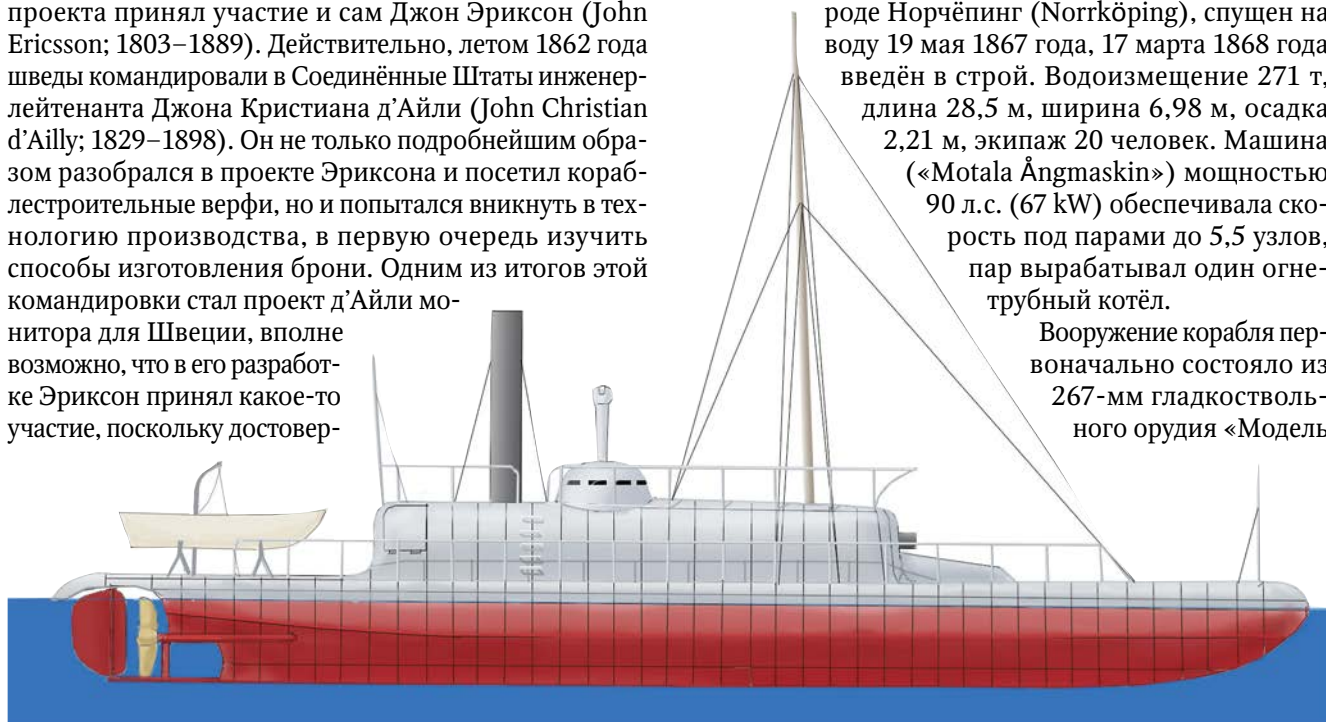 проекта принял участие и сам Джон Эриксон (John
Ericsson; 1803–1889). Действительно, летом 1862 года
шведы командировали в Соединённые Штаты инженер-
лейтенанта Джона Кристиана д’Айли (John Christian
d’Ailly; 1829–1898). Он не только подробнейшим обра-
зом разобрался в проекте Эриксона и посетил кораб-
лестроительные верфи, но и попытался вникнуть в тех-
нологию производства, в первую очередь изучить
способы изготовления брони. Одним из итогов этой
командировки стал проект д’Айли мо-
нитора для Швеции, вполне
возможно, что в его разработ-
ке Эриксон принял какое-то
участие, поскольку достовер-
роде Норчёпинг (Norrköping), спущен на
воду 19 мая 1867 года, 17 марта 1868 года
введён в строй. Водоизмещение 271 т,
длина 28,5 м, ширина 6,98 м, осадка
2,21 м, экипаж 20 человек. Машина
(«Motala Ångmaskin») мощностью
90 л.с. (67 kW) обеспечивала ско-
рость под парами до 5,5 узлов,
пар вырабатывал один огне-
трубный котёл.
Вооружение корабля пер-
воначально состояло из
267-мм гладкостволь-
ного орудия «Модель